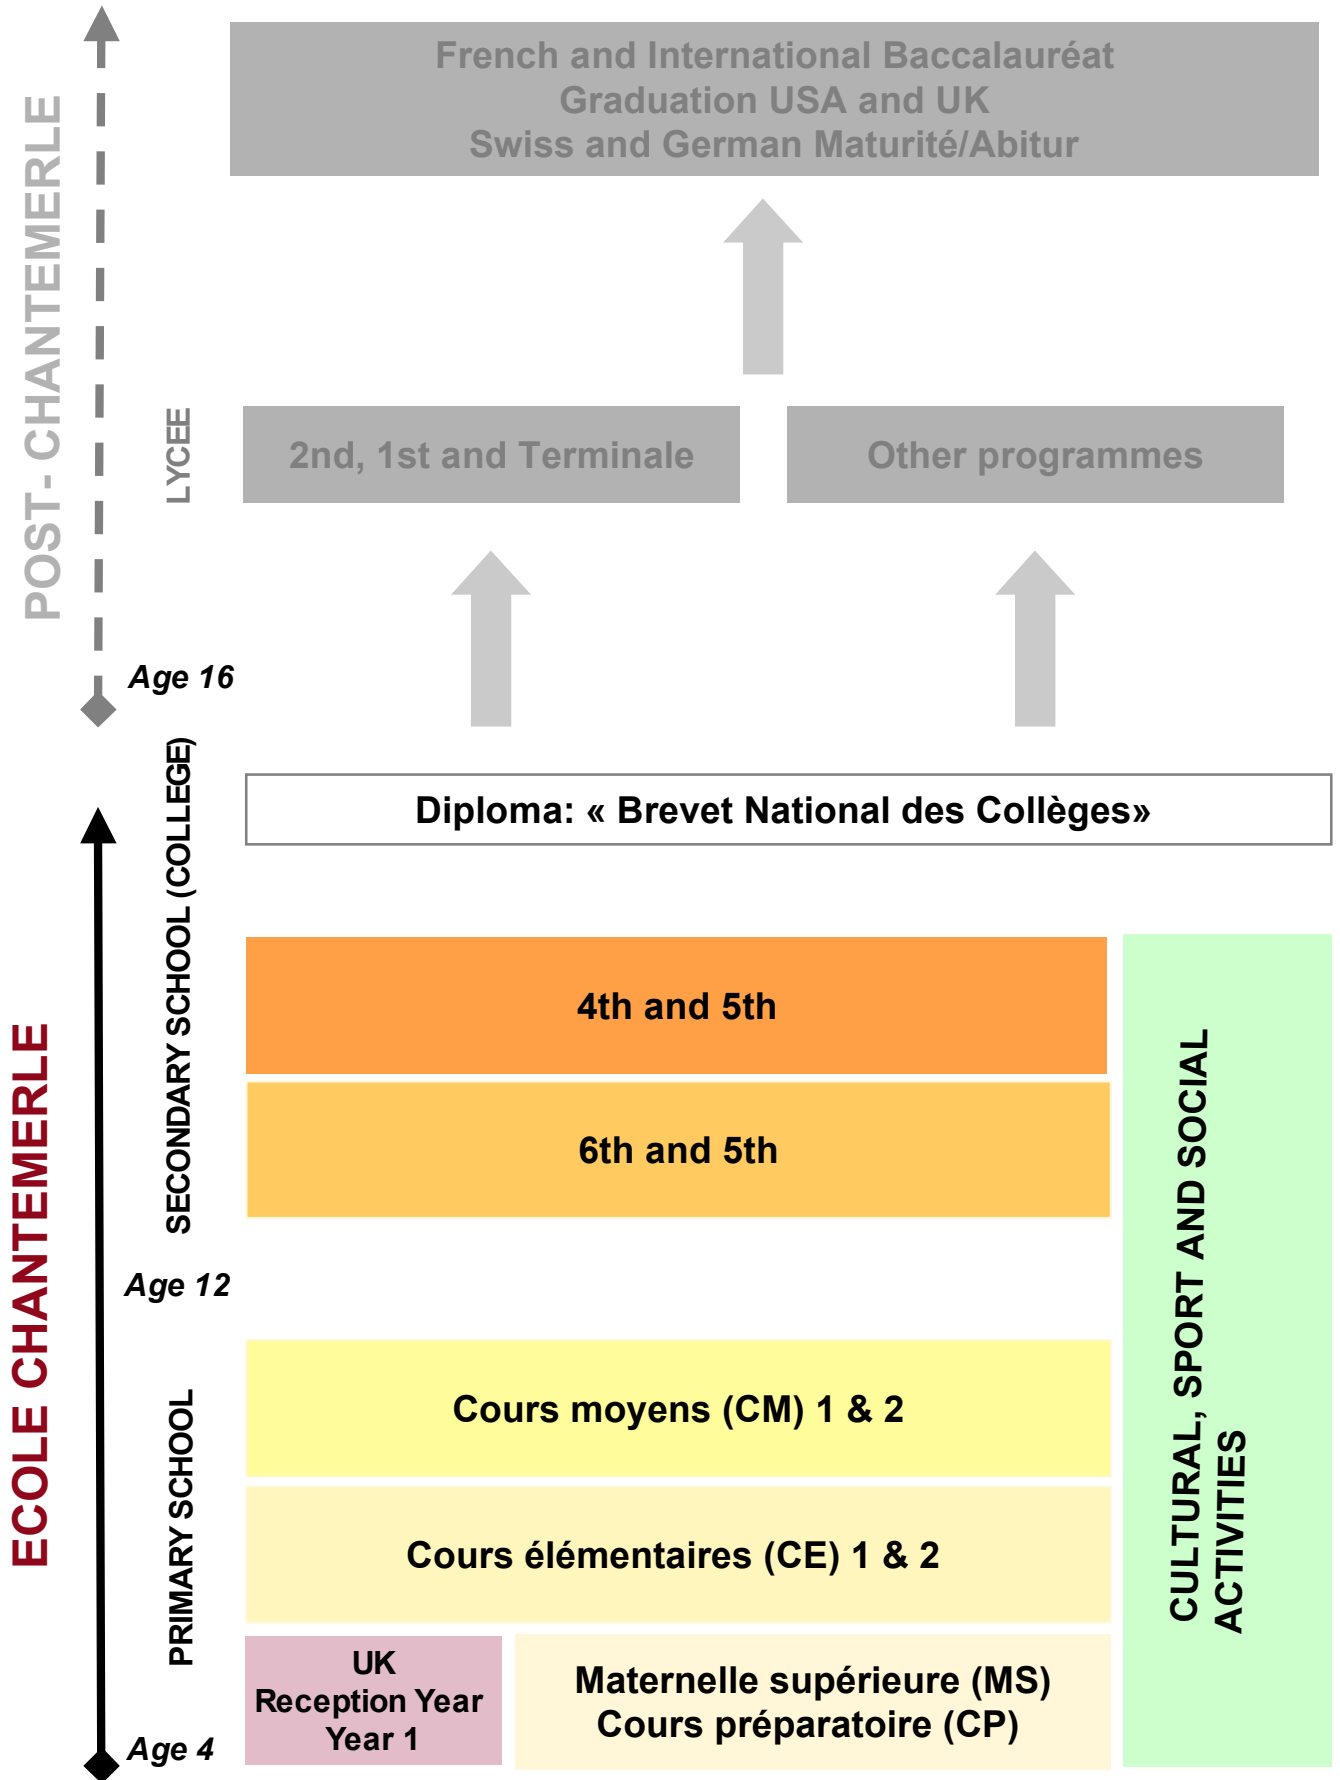 POST- CHANTEMERLE
French and International Baccalauréat
Graduation USA and UK
Swiss and German Maturité/Abitur
LYCEE
2nd, 1st and Terminale
Other programmes
Age 16
ECOLE CHANTEMERLE
SECONDARY SCHOOL (COLLEGE)
Diploma: « Brevet National des Collèges»
4th and 5th
6th and 5th
CULTURAL, SPORT AND SOCIAL
ACTIVITIES
Age 12
PRIMARY SCHOOL
Cours moyens (CM) 1 & 2
Cours élémentaires (CE) 1 & 2
UK
Reception Year
Year 1
Maternelle supérieure (MS)
Cours préparatoire (CP)
Age 4